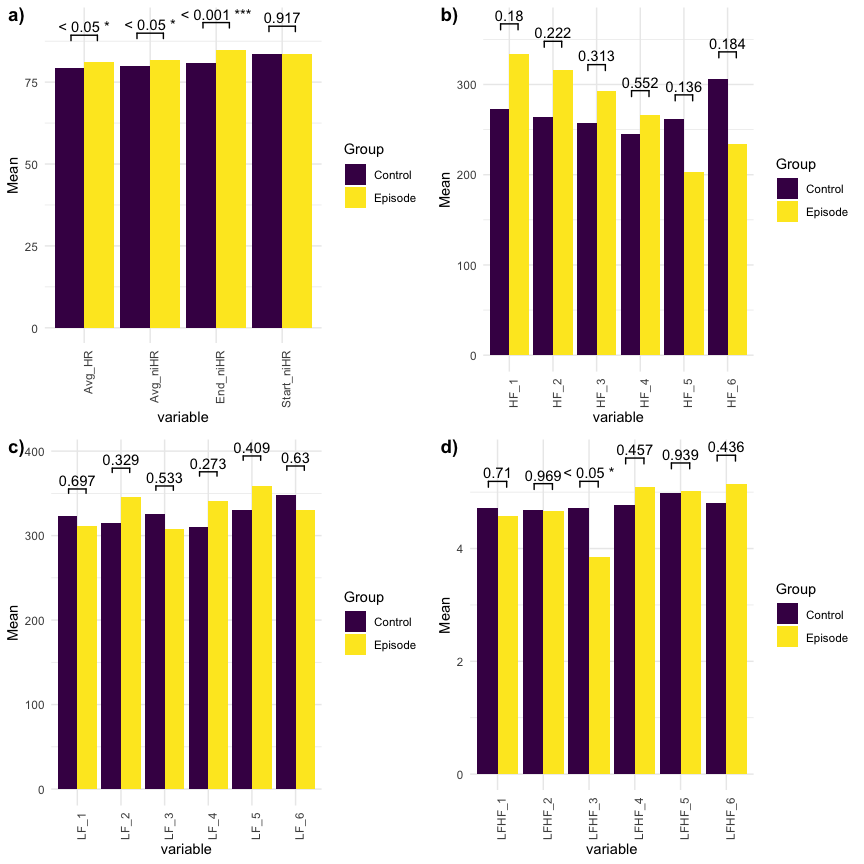 a)
< 0.05 *
< 0.05 *
< 0.001 ***
0.917
Mean
75
50
25
0
Avg_HR
Avg_niHR
End_niHR
Start_niHR
variable
Group
Control
Episode
b)
0.18
0.222
0.313
0.552
0.136
0.184
Mean
300
200
100
0
HF_1
HF_2
HF_3
HF_4
HF_5
HF_6
variable
Group
Control
Episode
c)
0.697
0.329
0.533
0.273
0.409
0.63
Mean
400
300
200
100
0
LF_1
LF_2
LF_3
LF_4
LF_5
LF_6
variable
Group
Control
Episode
d)
0.71
0.969
< 0.05 *
0.457
0.939
0.436
Mean
4
2
0
LFHF_1
LFHF_2
LFHF_3
LFHF_4
LFHF_5
LFHF_6
variable
Group
Control
Episode